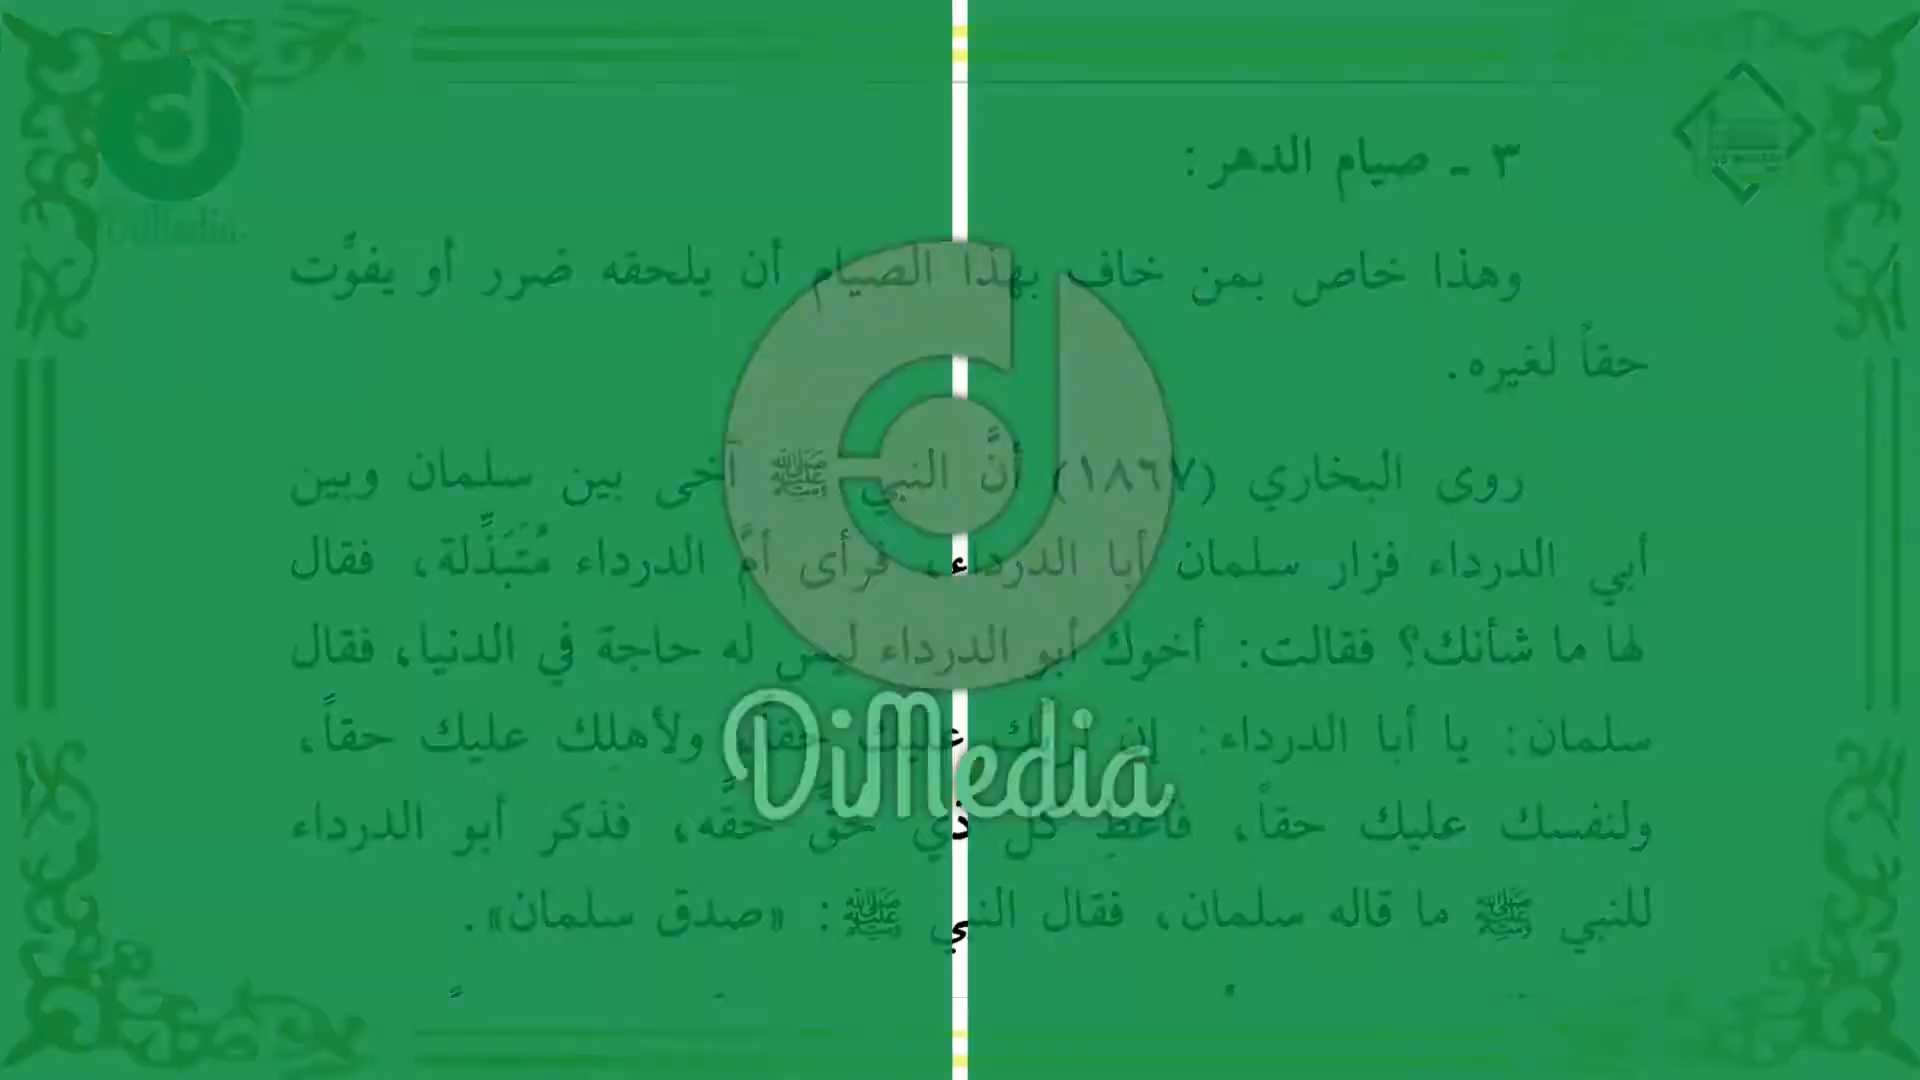 ٣ ـ صيام الدهر:
وهذا خاص بمن خاف بهذا الصيام أن يلحقه ضرر أو يفوِّت
حقاً لغيره.
روى البخاري (١٨٦٧) أنَّ النبي ﷺ آخى بين سلمان وبين
أبي الدرداء فزار سلمان أبا الدرداء، فرأى أمَّ الدرداء مُتَبَذِّلة، فقال
لها ما شأنك؟ فقالت: أخوك أبو الدرداء ليس له حاجة في الدنيا، فقال
سلمان: يا أبا الدرداء: إن لربك عليك حقاً، ولأهلِك عليك حقاً،
ولنفسك عليك حقاً، فأعطِ كل ذي حقَّ حقَّه، فذكر أبو الدرداء
للنبي ﷺ ما قاله سلمان، فقال النبي ﷺ: «صدق سلمان».
DiMedia
DiMedia